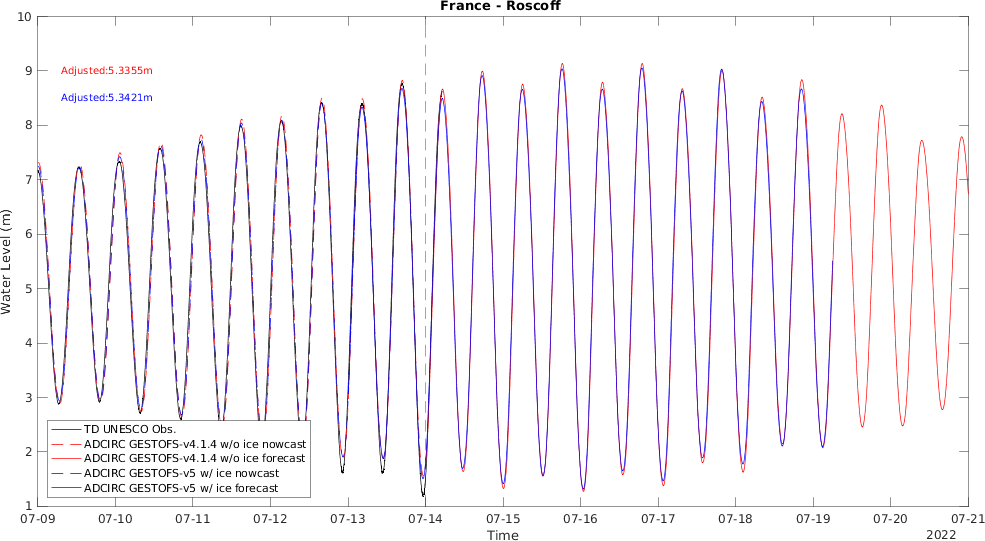 France - Roscoff
10
9
8
7
6
5
4
3
2
1
Water Level (m)
Adjusted:5.3355m
Adjusted:5.3421m
TD UNESCO Obs.
ADCIRC GESTOFS-v4.1.4 w/o ice nowcast
ADCIRC GESTOFS-v4.1.4 w/o ice forecast
ADCIRC GESTOFS-v5 w/ ice nowcast
ADCIRC GESTOFS-v5 w/ ice forecast
07-09 07-10 07-11 07-12 07-13 07-14 07-15 07-16 07-17 07-18 07-19 07-20 07-21
Time
2022